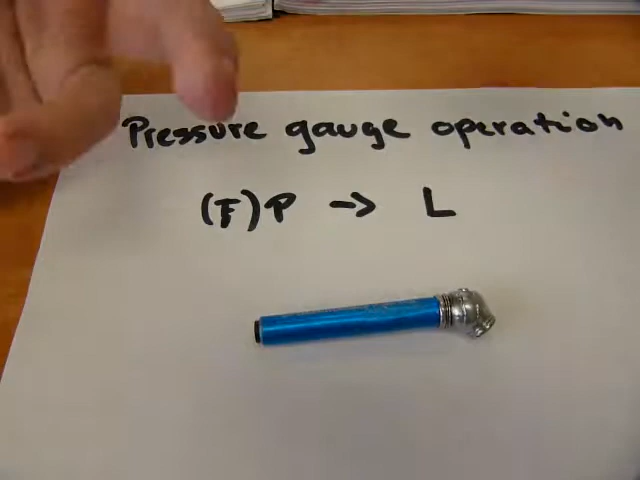 Pressure gauge operation
(F)P → L